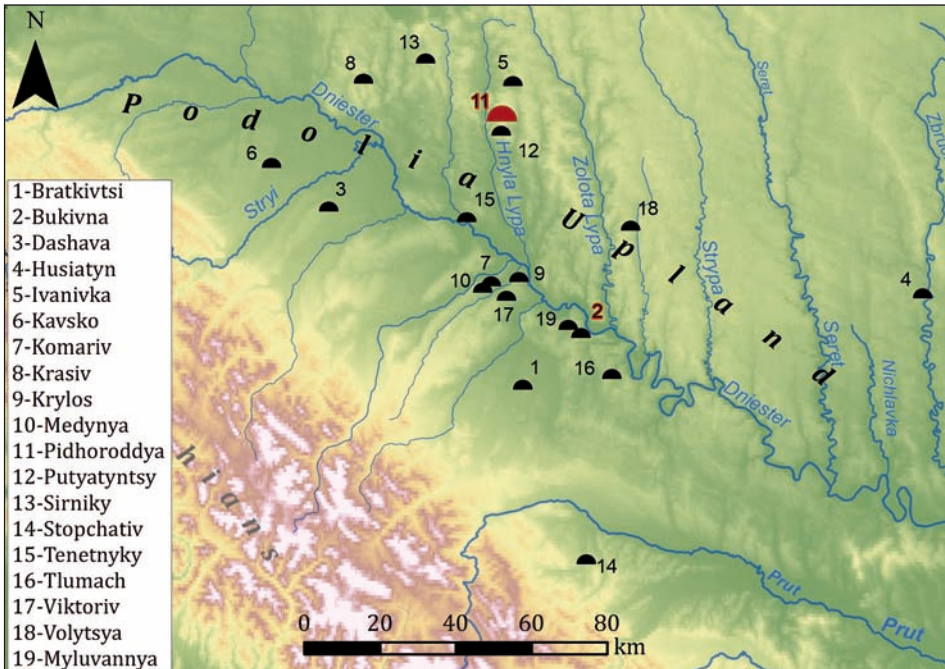 N
13
8
5
Seret
Zbruc
Dniester
11
P o d o l i a
12
Hnyla Lypa
6
Zolota Lypa
Stryi
3
15
18
U p l a n d
Strypa
1-Bratkivtsi
2-Bukivna
3-Dashava
4-Husiatyn
5-Ivanivka
6-Kavsko
7-Komariv
8-Krasiv
9-Krylos
10-Medynya
11-Pidhoroddya
12-Putyatyntsy
13-Sirniky
14-Stopchativ
15-Tenetnyky
16-Tlumach
17-Viktoriv
18-Volytsya
19-Myluvannya
7
9
10
17
4
2
19
16
1
Seret
Nichlavka
Dniester
h i a n s
14
Prut
Prut
0 20 40 60 80
km